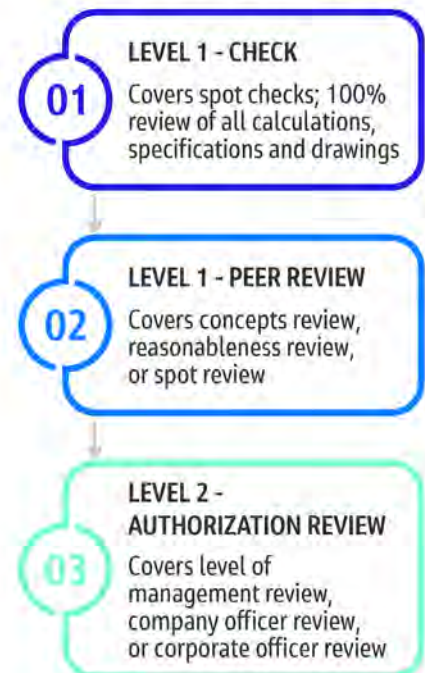 01
LEVEL 1 - CHECK
Covers spot checks; 100%
review of all calculations,
specifications and drawings
02
LEVEL 1 - PEER REVIEW
Covers concepts review,
reasonableness review,
or spot review
03
LEVEL 2 -
AUTHORIZATION REVIEW
Covers level of
management review,
company officer review,
or corporate officer review